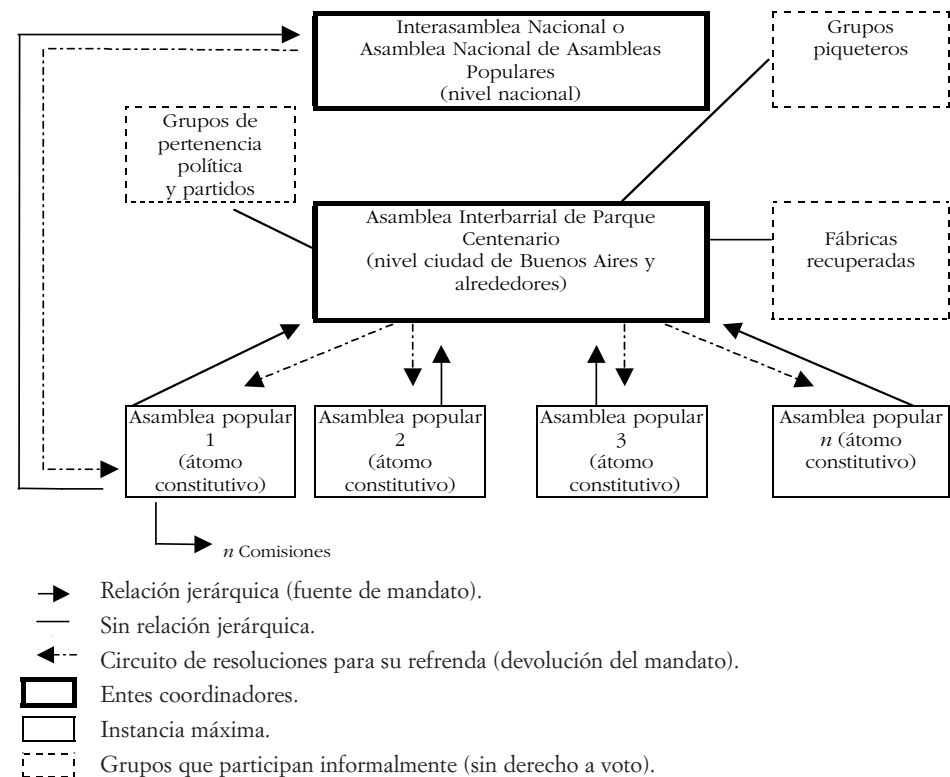 Interasamblea Nacional o
Asamblea Nacional de Asambleas
Populares
(nivel nacional)
Grupos
piqueteros
Grupos de
pertenencia
política
y partidos
Asamblea Interbarrial de Parque
Centenario
(nivel ciudad de Buenos Aires y
alrededores)
Fábricas
recuperadas
Asamblea popular
1
(átomo
constitutivo)
Asamblea popular
2
(átomo
constitutivo)
Asamblea popular
3
(átomo
constitutivo)
Asamblea popular
n (átomo
constitutivo)
n Comisiones
Relación jerárquica (fuente de mandato).
Sin relación jerárquica.
Circuito de resoluciones para su refrenda (devolución del mandato).
Entes coordinadores.
Instancia máxima.
Grupos que participan informalmente (sin derecho a voto).